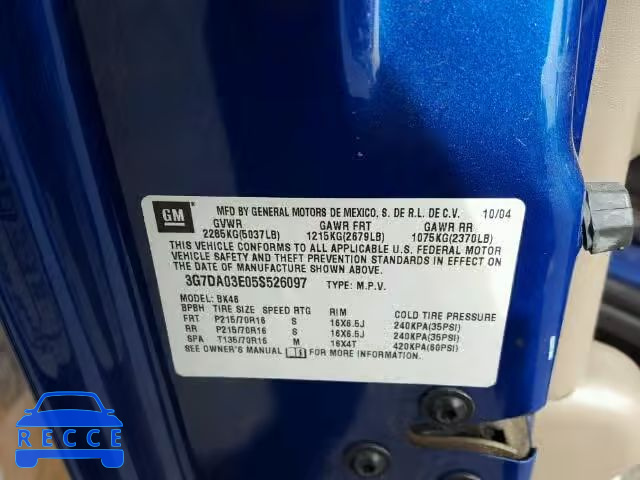 GM
MFD BY GENERAL MOTORS DE MEXICO, S. DE R.L. DE C.V. 10/04
GVWR GAWR FRT GAWR RR
2285KG(5037LB) 1215KG(2679LB) 1075KG(2370LB)
THIS VEHICLE CONFORMS TO ALL APPLICABLE U.S. FEDERAL MOTOR
VEHICLE SAFETY AND THEFT PREVENTION STANDARDS IN EFFECT
ON THE DATE OF MANUFACTURE SHOWN ABOVE.
3G7DA03E05S526097 TYPE: M.P.V.
MODEL: BK46
BPBH TIRE SIZE SPEED RTG RIM COLD TIRE PRESSURE
FRT P215/70R16 S 16X6.5J 240KPA(35PSI)
RR P215/70R16 S 16X6.5J 240KPA(35PSI)
SPA T135/70R16 M 16X4T 420KPA(60PSI)
SEE OWNER'S MANUAL FOR MORE INFORMATION.
RECCE